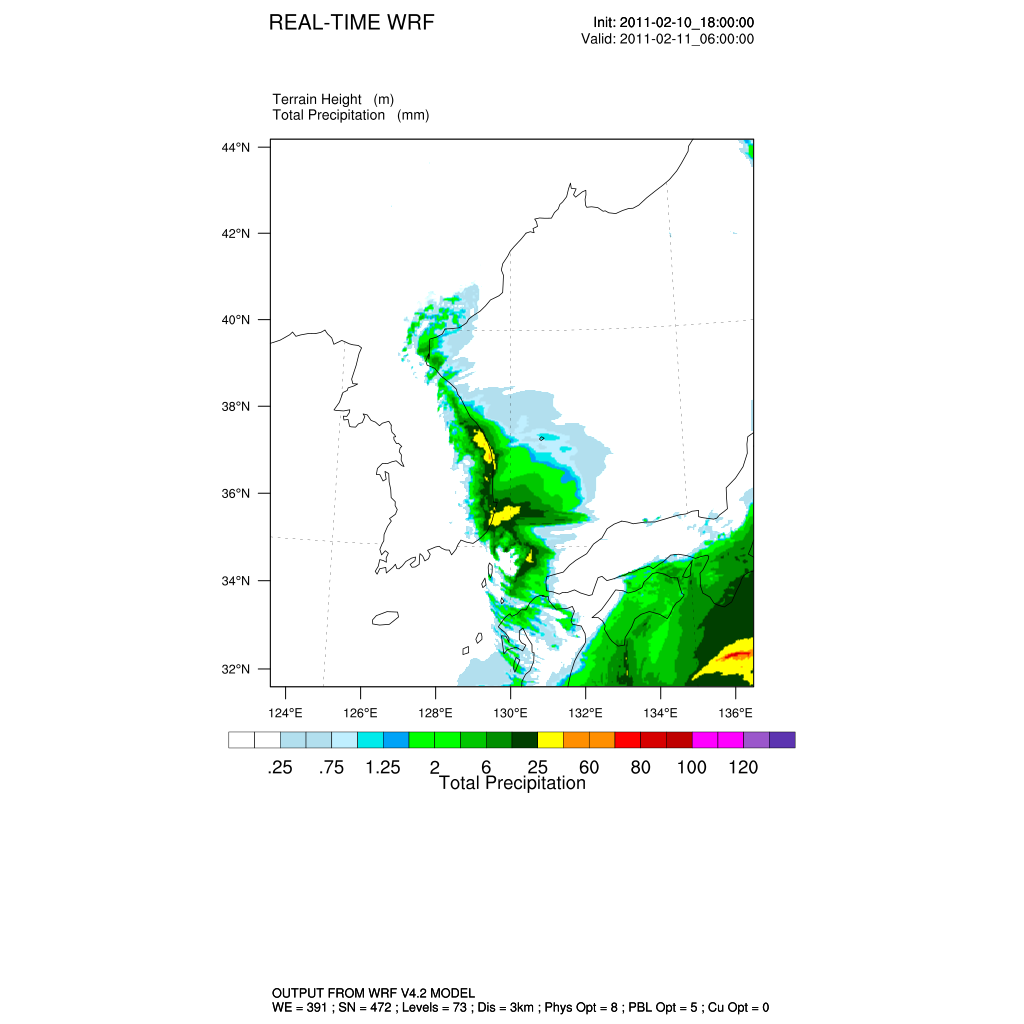 REAL-TIME WRF
Init: 2011-02-10_18:00:00
Valid: 2011-02-11_06:00:00
Terrain Height (m)
Total Precipitation (mm)
44°N
42°N
40°N
38°N
36°N
34°N
32°N
124°E 126°E 128°E 130°E 132°E 134°E 136°E
.25 .75 1.25 2 6 25 60 80 100 120
Total Precipitation
OUTPUT FROM WRF V4.2 MODEL
WE = 391 ; SN = 472 ; Levels = 73 ; Dis = 3km ; Phys Opt = 8 ; PBL Opt = 5 ; Cu Opt = 0